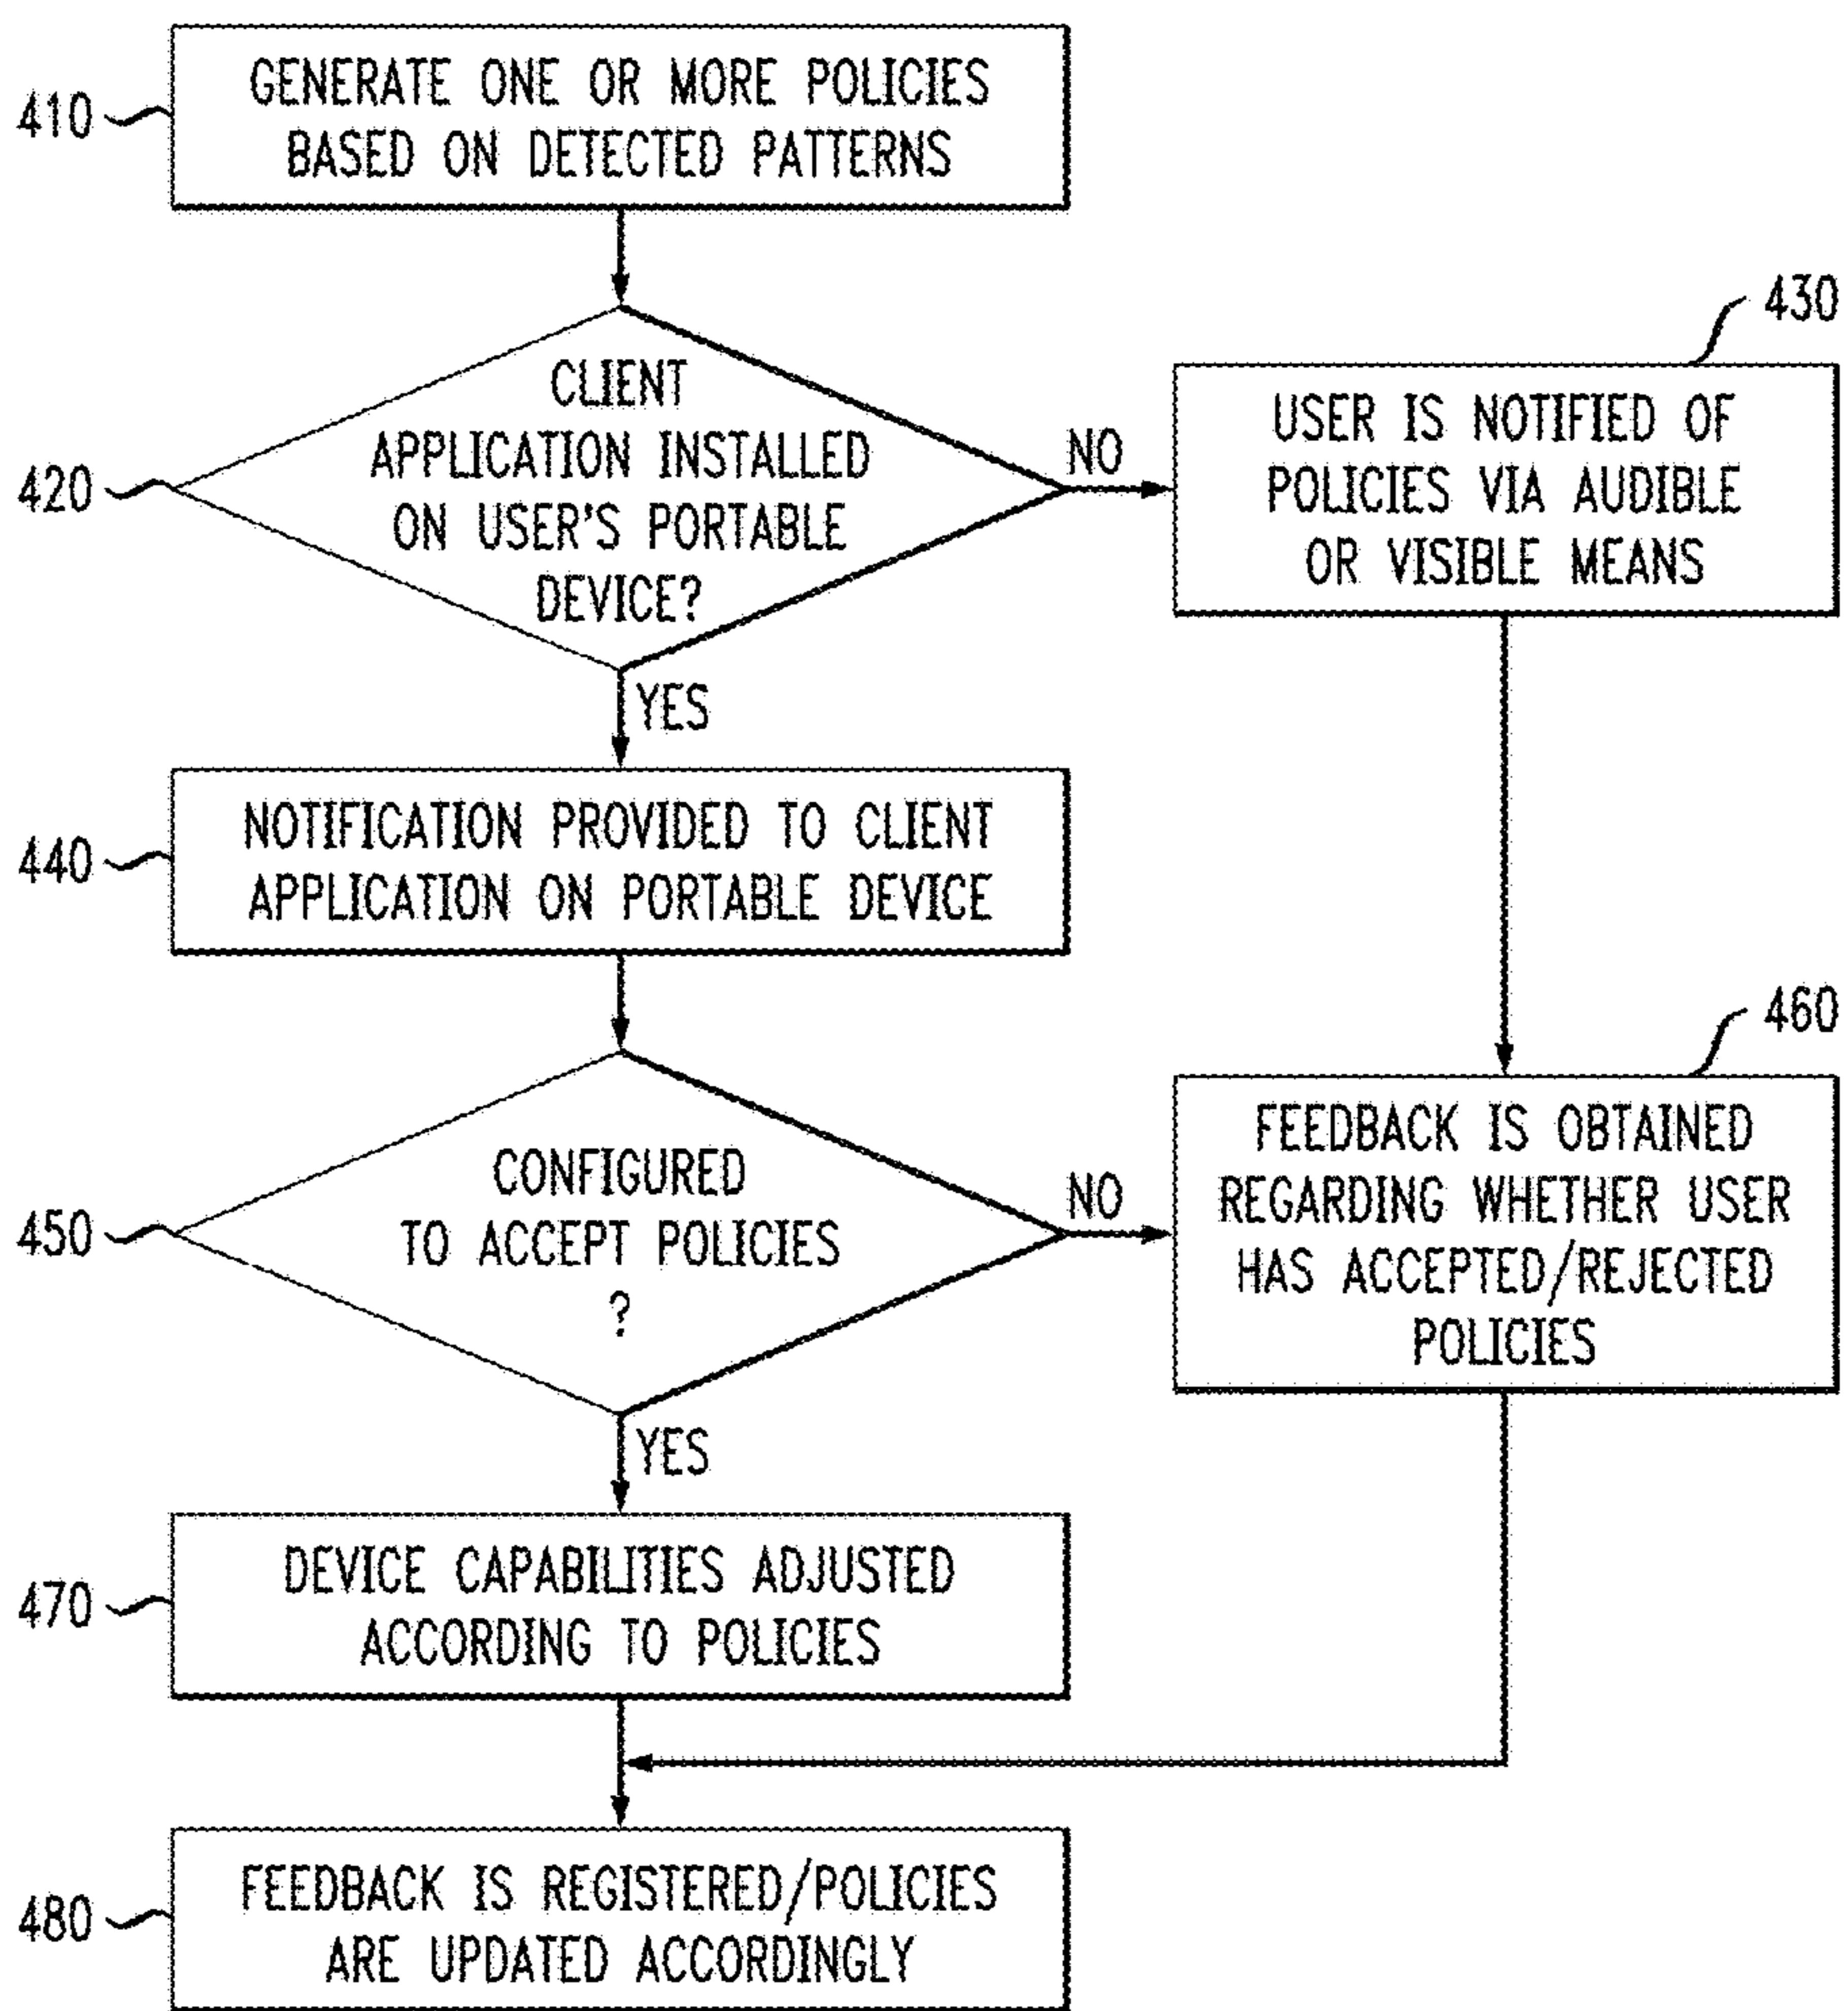 410
GENERATE ONE OR MORE POLICIES
BASED ON DETECTED PATTERNS
420
CLIENT
APPLICATION INSTALLED
ON USER'S PORTABLE
DEVICE?
NO
YES
430
USER IS NOTIFIED OF
POLICIES VIA AUDIBLE
OR VISIBLE MEANS
440
NOTIFICATION PROVIDED TO CLIENT
APPLICATION ON PORTABLE DEVICE
450
CONFIGURED
TO ACCEPT POLICIES
?
NO
YES
460
FEEDBACK IS OBTAINED
REGARDING WHETHER USER
HAS ACCEPTED/REJECTED
POLICIES
470
DEVICE CAPABILITIES ADJUSTED
ACCORDING TO POLICIES
480
FEEDBACK IS REGISTERED/POLICIES
ARE UPDATED ACCORDINGLY